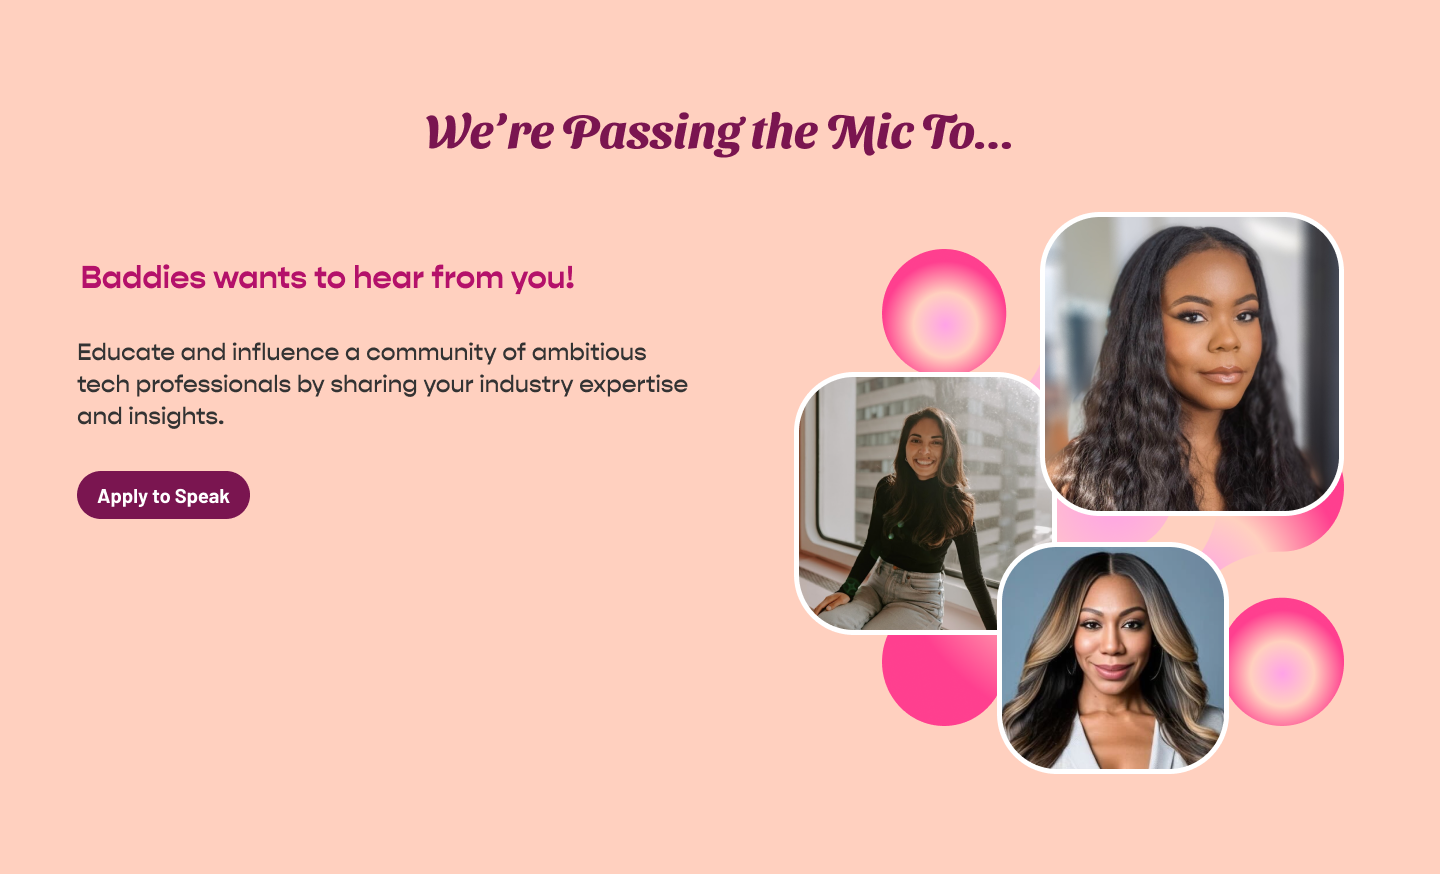 We’re Passing the Mic To...
Baddies wants to hear from you!
Educate and influence a community of ambitious
tech professionals by sharing your industry expertise
and insights.
Apply to Speak